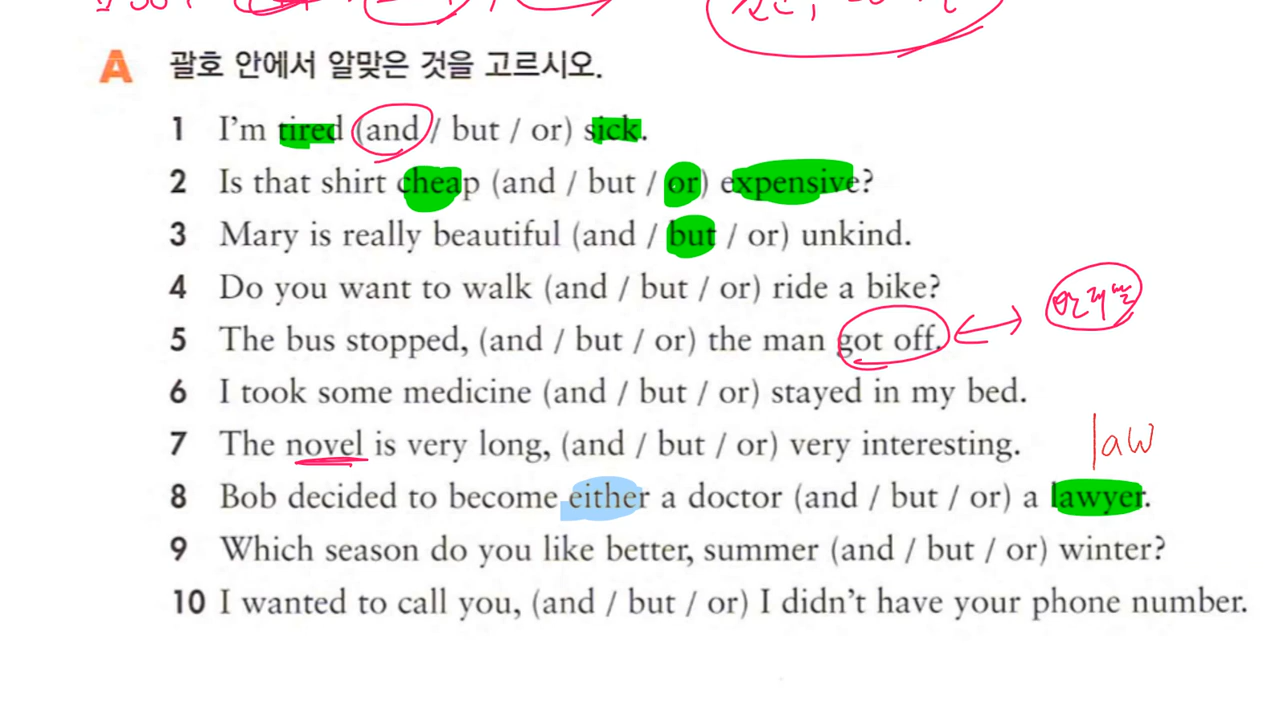 A 괄호 안에서 알맞은 것을 고르시오.
1 I'm tired (and / but / or) sick.
2 Is that shirt cheap (and / but / or) expensive?
3 Mary is really beautiful (and / but / or) unkind.
4 Do you want to walk (and / but / or) ride a bike?
5 The bus stopped, (and / but / or) the man got off.
6 I took some medicine (and / but / or) stayed in my bed.
7 The novel is very long, (and / but / or) very interesting.
law
8 Bob decided to become either a doctor (and / but / or) a lawyer.
9 Which season do you like better, summer (and / but / or) winter?
10 I wanted to call you, (and / but / or) I didn't have your phone number.